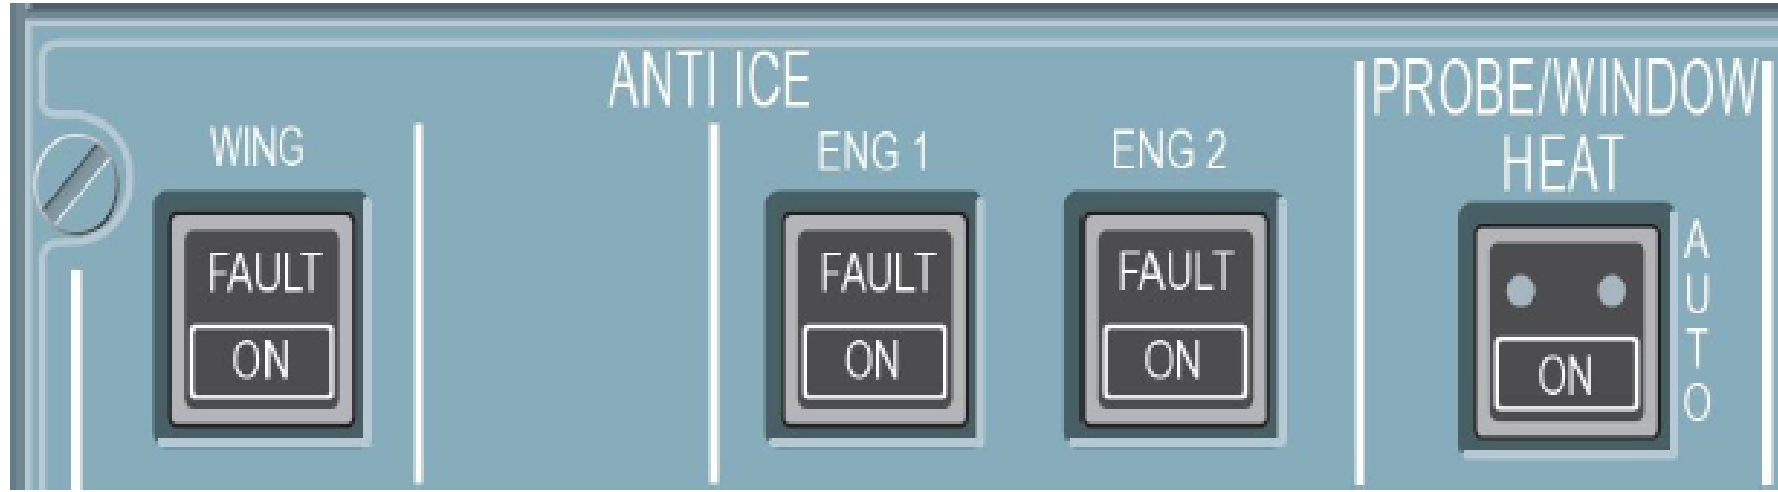 ANTI ICE
PROBE/WINDOW
HEAT
WING
ENG 1
ENG 2
FAULT
ON
FAULT
ON
FAULT
ON
ON
AUTO